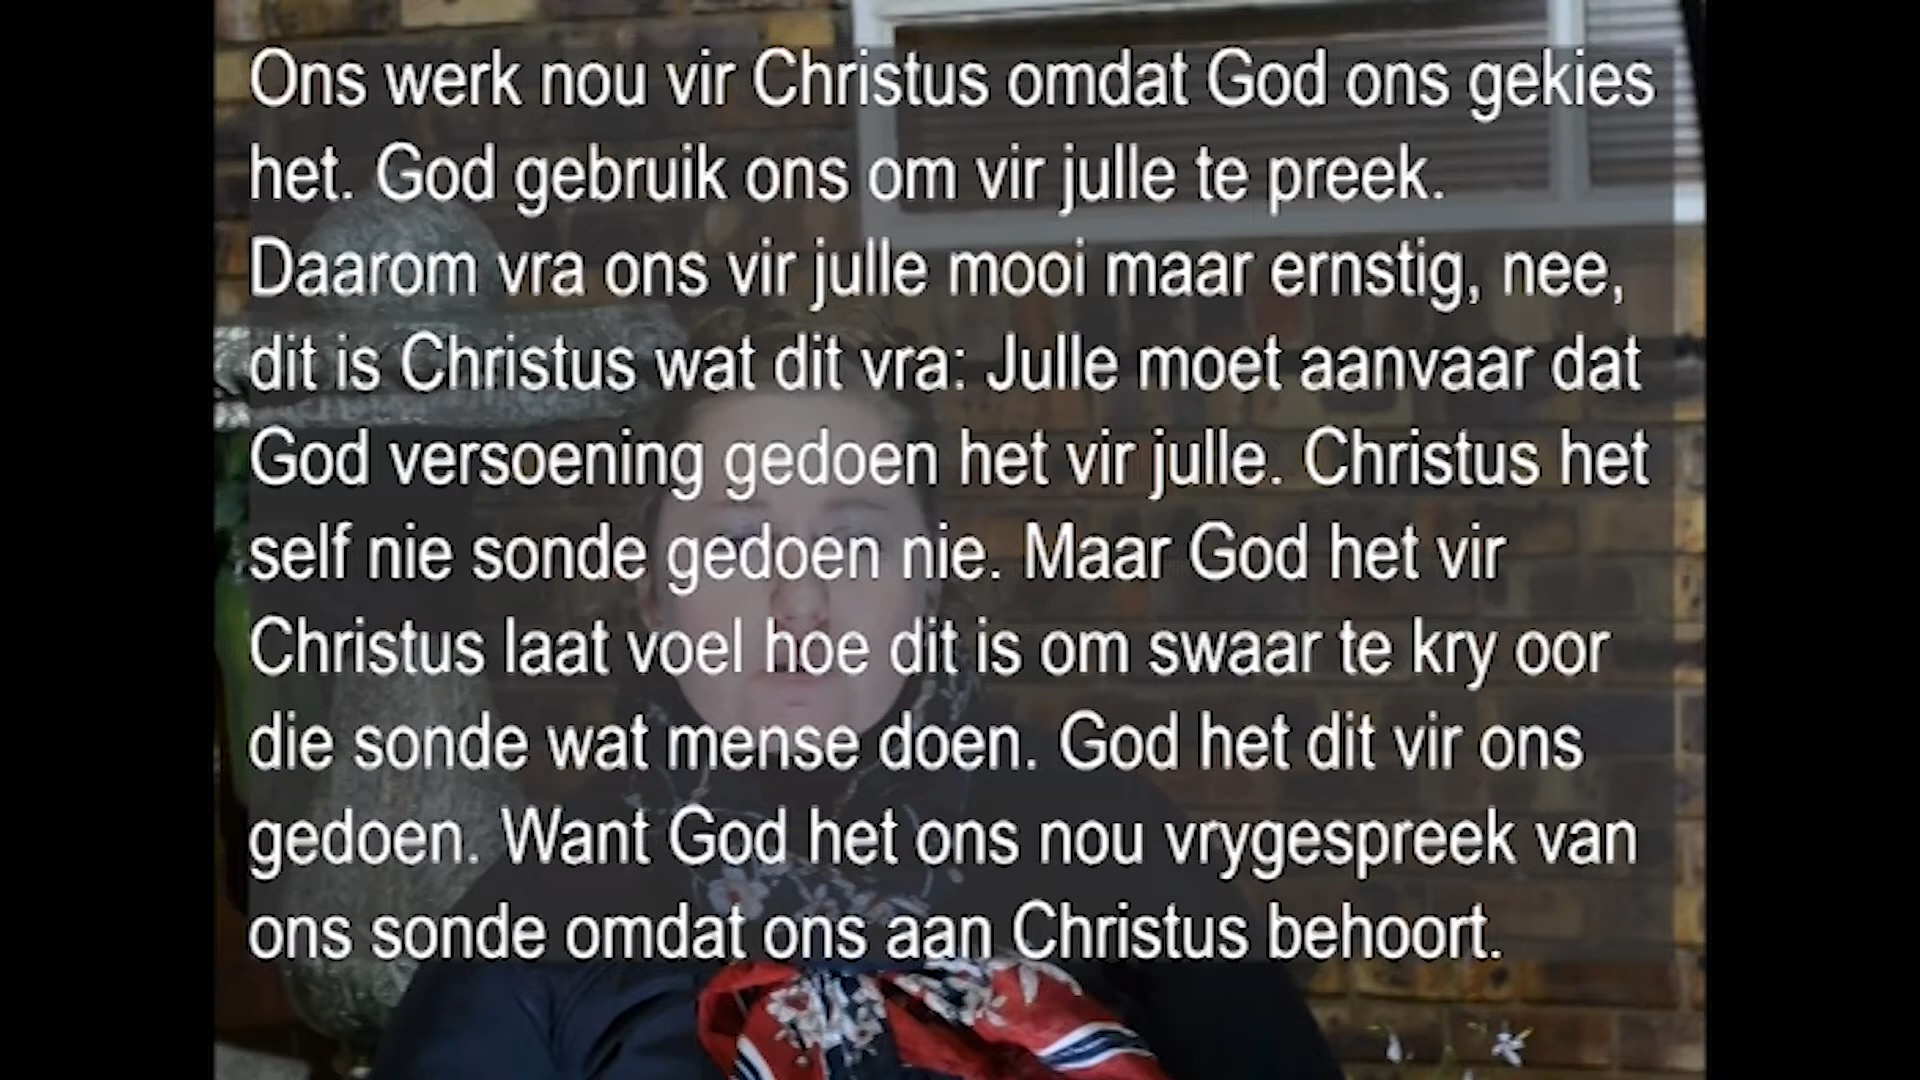 Ons werk nou vir Christus omdat God ons gekies
het. God gebruik ons om vir julle te preek.
Daarom vra ons vir julle mooi maar ernstig, nee,
dit is Christus wat dit vra: Julle moet aanvaar dat
God versoening gedoen het vir julle. Christus het
self nie sonde gedoen nie. Maar God het vir
Christus laat voel hoe dit is om swaar te kry oor
die sonde wat mense doen. God het dit vir ons
gedoen. Want God het ons nou vrygespreek van
ons sonde omdat ons aan Christus behoort.